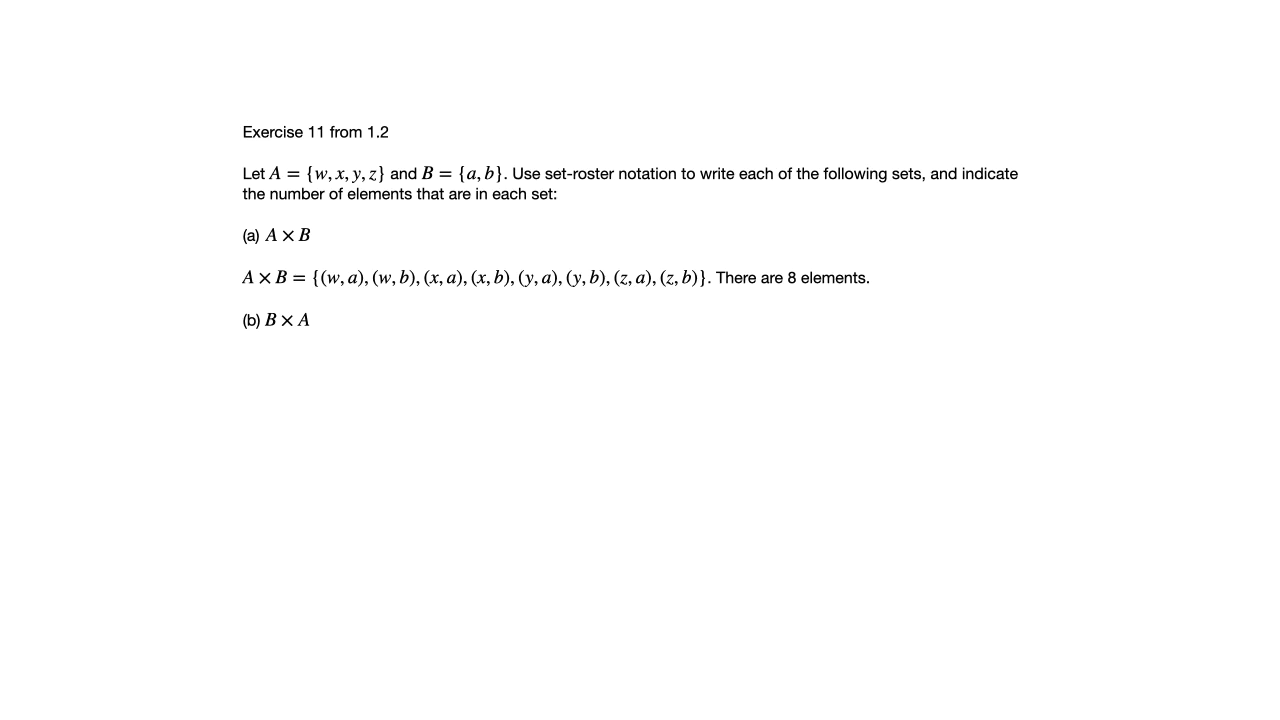 Exercise 11 from 1.2
Let A = {w, x, y, z} and B = {a, b}. Use set-roster notation to write each of the following sets, and indicate
the number of elements that are in each set:
(a) A × B
A × B = {(w, a), (w, b), (x, a), (x, b), (y, a), (y, b), (z, a), (z, b)}. There are 8 elements.
(b) B × A